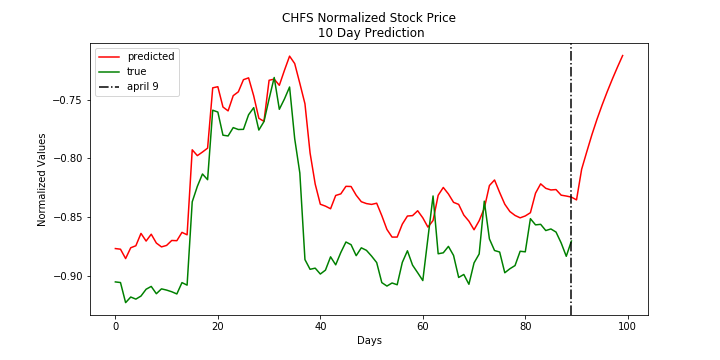 CHFS Normalized Stock Price
10 Day Prediction
predicted
true
april 9
Normalized Values
−0.75
−0.80
−0.85
−0.90
0 20 40 60 80 100
Days